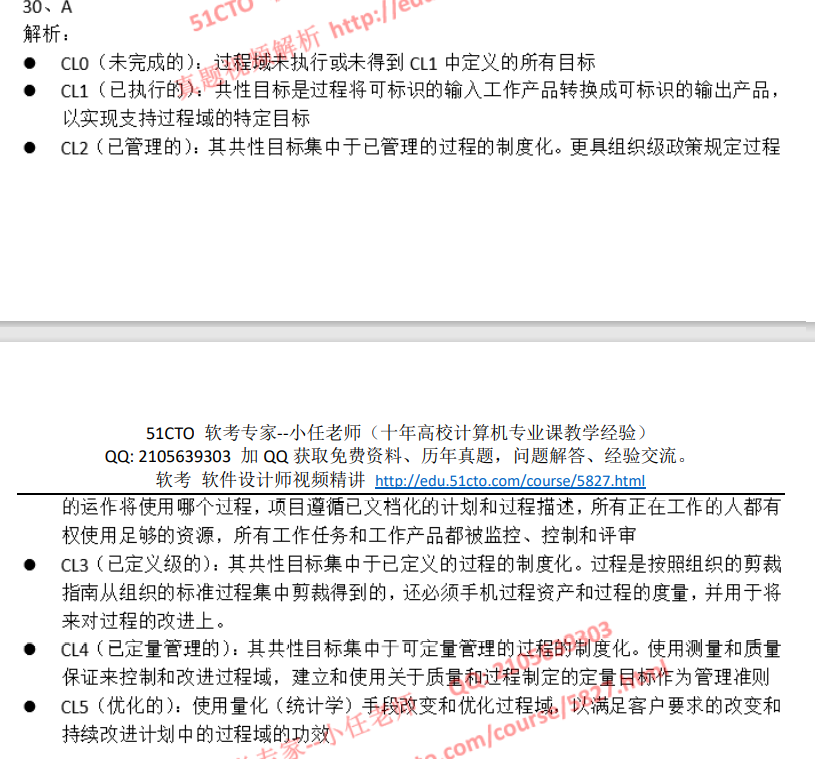 30、A
解析：
● CL0（未完成的）：过程域未执行或未得到 CL1 中定义的所有目标
● CL1（已执行的）：共性目标是过程将可标识的输入工作产品转换成可标识的输出产品，
以实现支持过程域的特定目标
● CL2（已管理的）：其共性目标集中于已管理的过程的制度化。更具组织级政策规定过程
51CTO
真题视频解析 http://edu
51CTO 软考专家--小任老师（十年高校计算机专业课教学经验）
QQ: 2105639303 加 QQ 获取免费资料、历年真题，问题解答、经验交流。
软考 软件设计师视频精讲 http://edu.51cto.com/course/5827.html
的运作将使用哪个过程，项目遵循已文档化的计划和过程描述，所有正在工作的人都有
权使用足够的资源，所有工作任务和工作产品都被监控、控制和评审
● CL3（已定义级的）：其共性目标集中于已定义的过程的制度化。过程是按照组织的剪裁
指南从组织的标准过程集中剪裁得到的，还必须手机过程资产和过程的度量，并用于将
来对过程的改进上。
● CL4（已定量管理的）：其共性目标集中于可定量管理的过程的制度化。使用测量和质量
保证来控制和改进过程域，建立和使用关于质量和过程制定的定量目标作为管理准则
● CL5（优化的）：使用量化（统计学）手段改变和优化过程域，以满足客户要求的改变和
持续改进计划中的过程域的功效
QQ: 2105639303
专家--小任老师
.com/course/5827.html